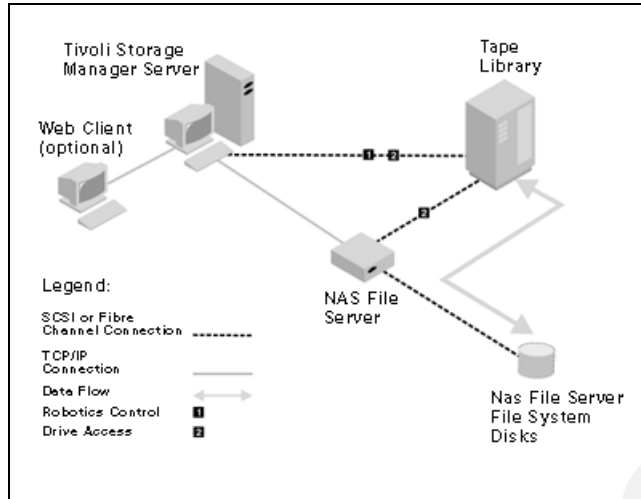 Tivoli Storage
Manager Server
Tape
Library
Web Client
(optional)
1 2
2
NAS File
Server
Legend:
SCSI or Fibre
Channel Connection
TCP/IP
Connection
Data Flow
Robotics Control 1
Drive Access 2
Nas File Server
File System
Disks